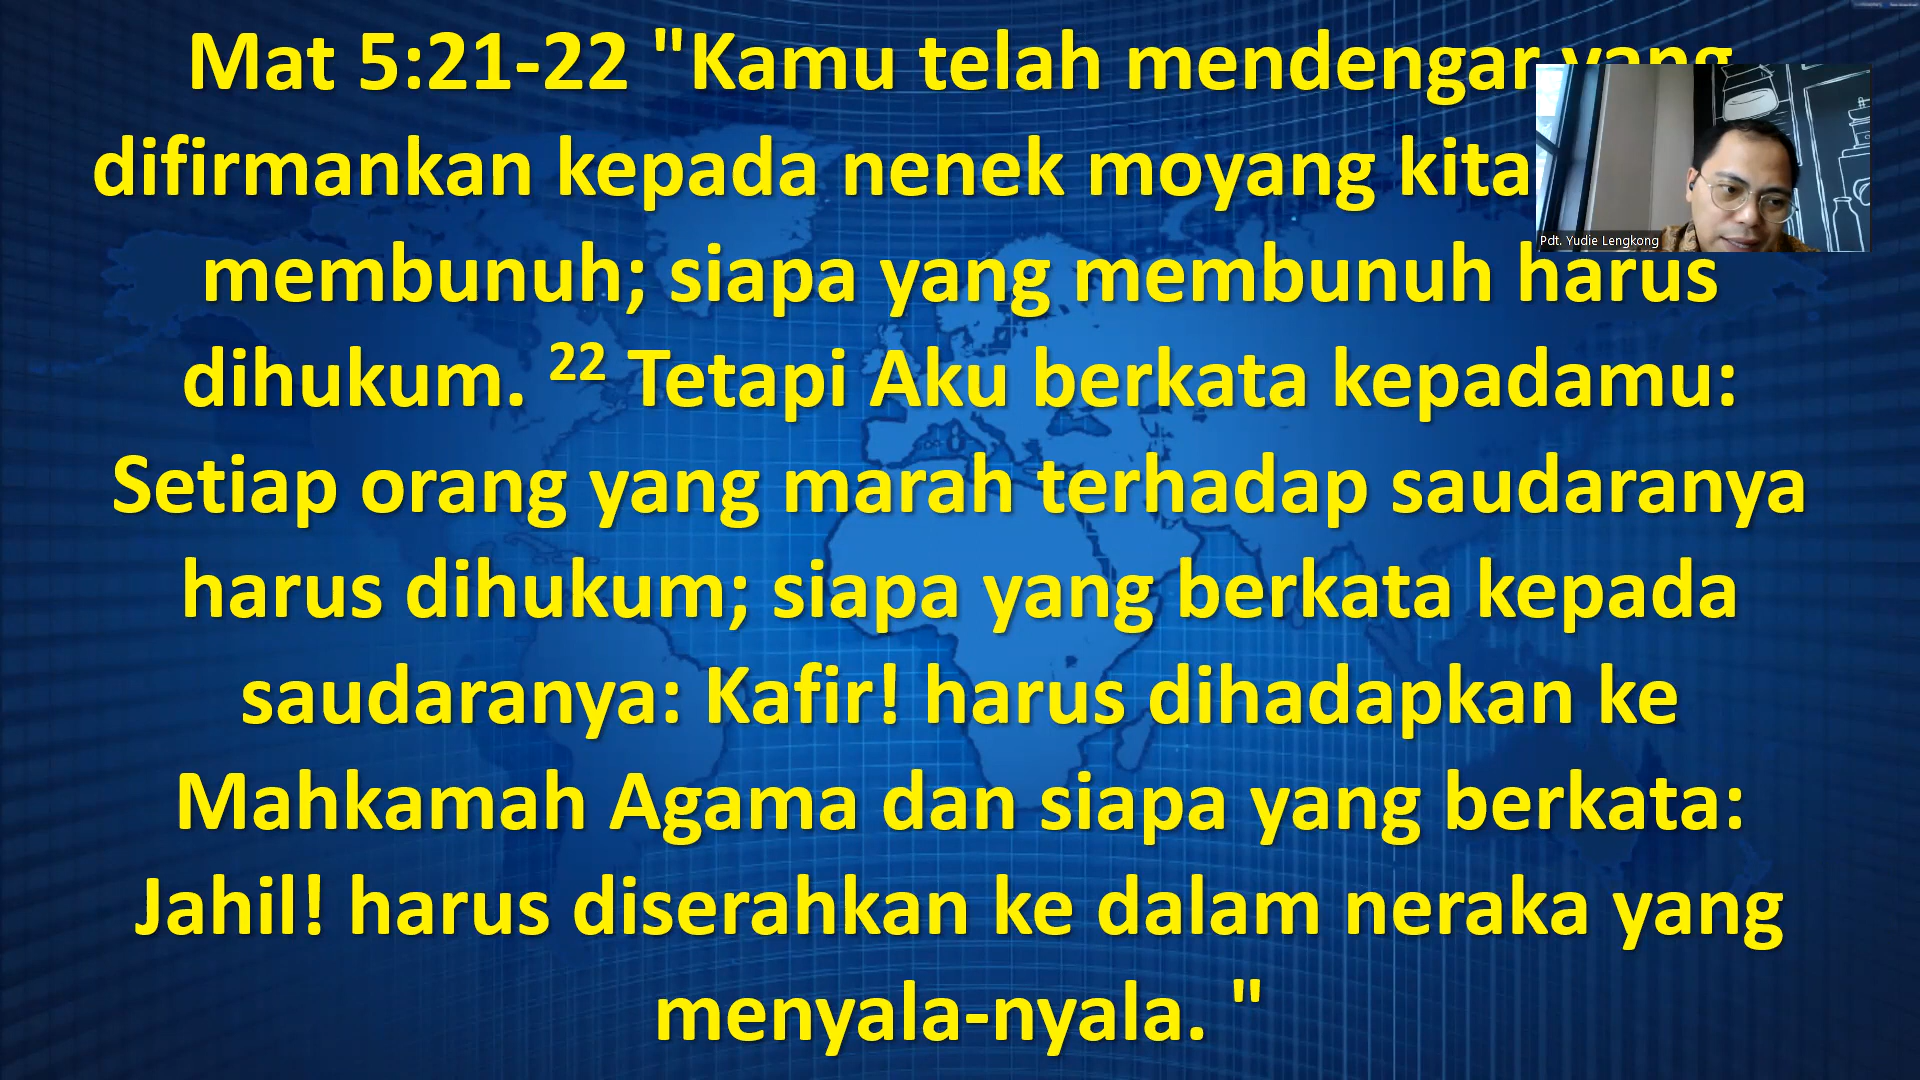 Mat 5:21-22 "Kamu telah mendengar yang
difirmankan kepada nenek moyang kita
membunuh; siapa yang membunuh harus
dihukum. 22 Tetapi Aku berkata kepadamu:
Setiap orang yang marah terhadap saudaranya
harus dihukum; siapa yang berkata kepada
saudaranya: Kafir! harus dihadapkan ke
Mahkamah Agama dan siapa yang berkata:
Jahil! harus diserahkan ke dalam neraka yang
menyala-nyala. "
Pdt. Yudie Lengkong